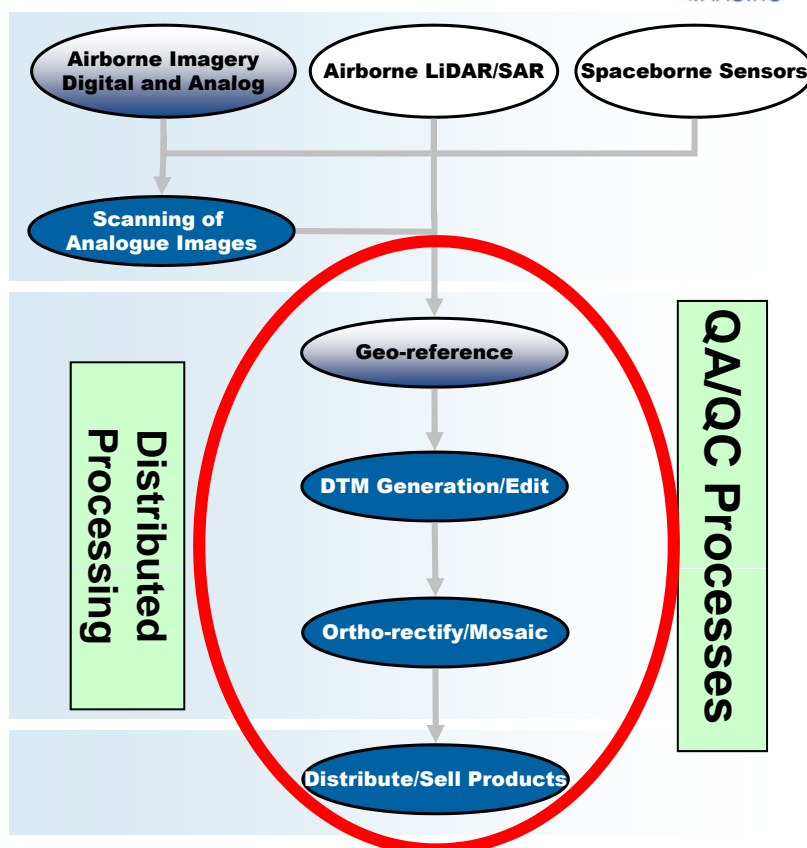 Airborne Imagery
Digital and Analog
Airborne LiDAR/SAR
Spaceborne Sensors
Scanning of
Analogue Images
Geo-reference
DTM Generation/Edit
Ortho-rectify/Mosaic
Distribute/Sell Products
Distributed
Processing
QA/QC Processes